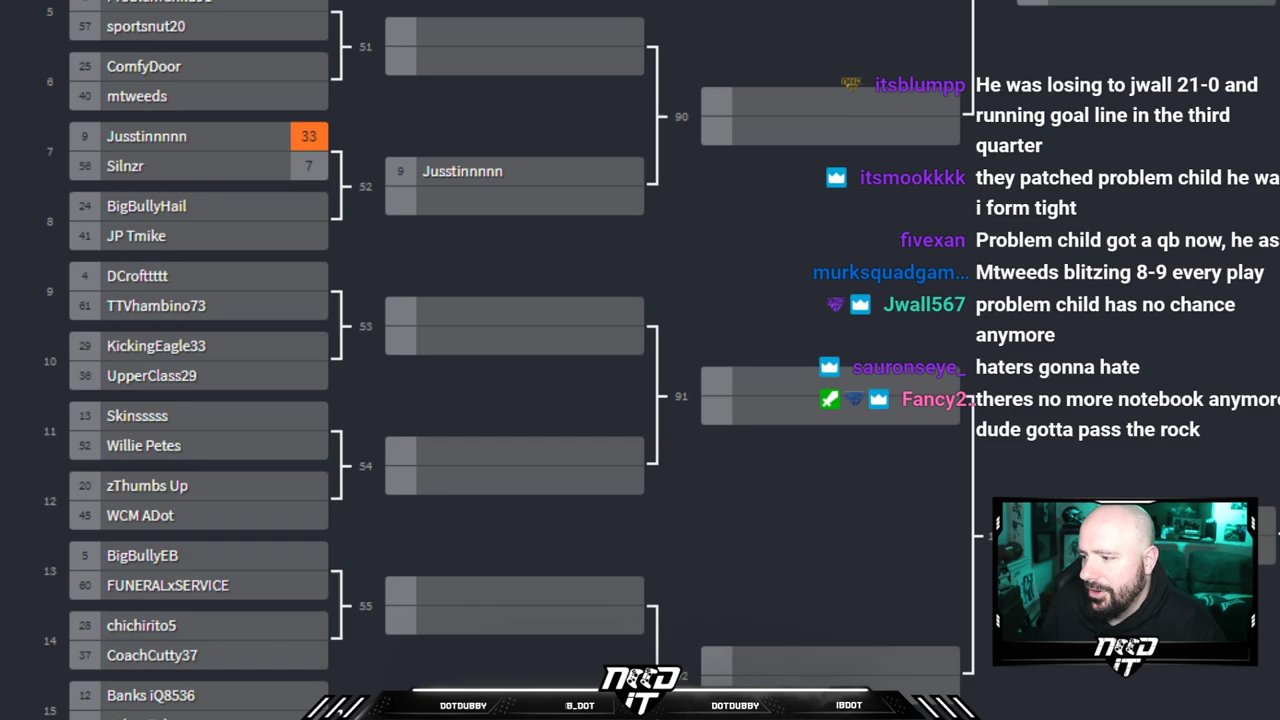 5
57 sportsnut20
51
6
25 ComfyDoor
40 mtweeds
7
9 Jusstinnnnn 33
Silnzr 7
52
9 Jusstinnnnn
90
8
24 BigBullyHail
41 JP Tmike
9
4 DCrofttttt
61 TTVhambino73
53
10
29 KickingEagle33
UpperClass29
91
11
13 Skinsssss
52 Willie Petes
54
12
20 zThumbs Up
45 WCM ADot
13
5 BigBullyEB
60 FUNERALxSERVICE
55
14
28 chichirito5
37 CoachCutty37
15
12 Banks iQ8536
itsblumpp He was losing to jwall 21-0 and
running goal line in the third
quarter
itsmookkkk they patched problem child he wa
i form tight
fivexan Problem child got a qb now, he as
murksquadgam... Mtweeds blitzing 8-9 every play
Jwall567 problem child has no chance
anymore
sauronseye_ haters gonna hate
Fancy2... theres no more notebook anymor
dude gotta pass the rock
NEED
IT
NEED
IT
DOTDUBBY
B_DOT
DOTDUBBY
IBDOT